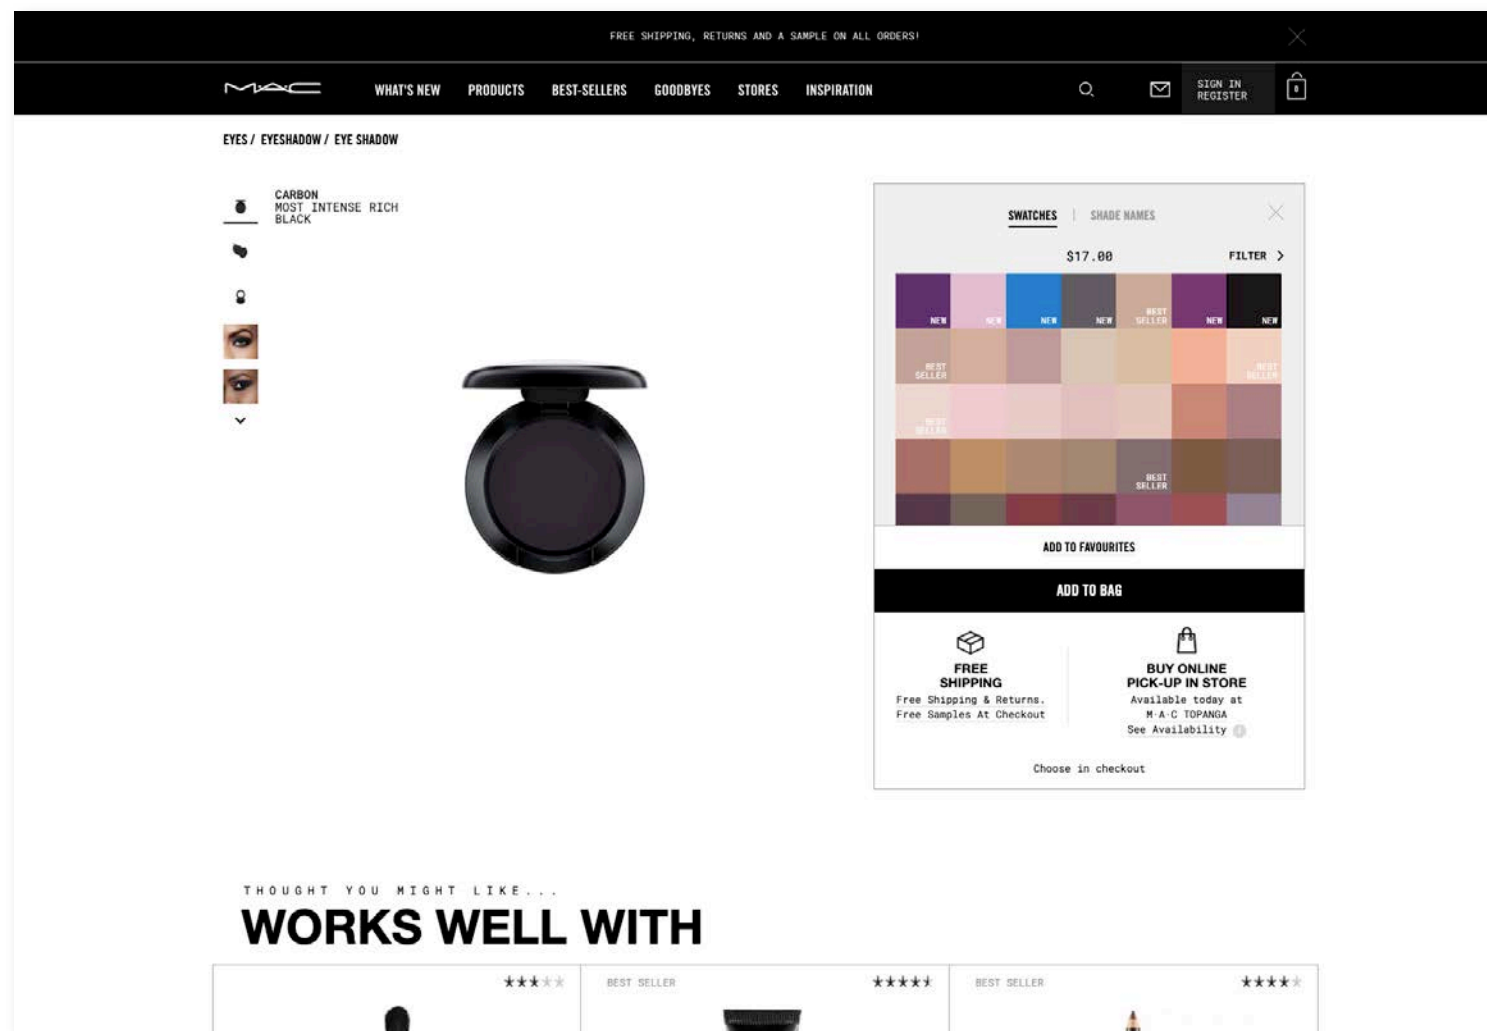 FREE SHIPPING, RETURNS AND A SAMPLE ON ALL ORDERS!
MAC
WHAT'S NEW
PRODUCTS
BEST-SELLERS
GOODBYES
STORES
INSPIRATION
SIGN IN
REGISTER
0
EYES / EYESHADOW / EYE SHADOW
CARBON
MOST INTENSE RICH
BLACK
SWATCHES | SHADE NAMES
$17.00
FILTER
NEW
NEW
NEW
NEW
BEST
SELLER
NEW
NEW
BEST
SELLER
BEST
SELLER
BEST
SELLER
BEST
SELLER
ADD TO FAVOURITES
ADD TO BAG
FREE
SHIPPING
Free Shipping & Returns.
Free Samples At Checkout
BUY ONLINE
PICK-UP IN STORE
Available today at
M·A·C TOPANGA
See Availability i
Choose in checkout
THOUGHT YOU MIGHT LIKE...
WORKS WELL WITH
BEST SELLER
BEST SELLER